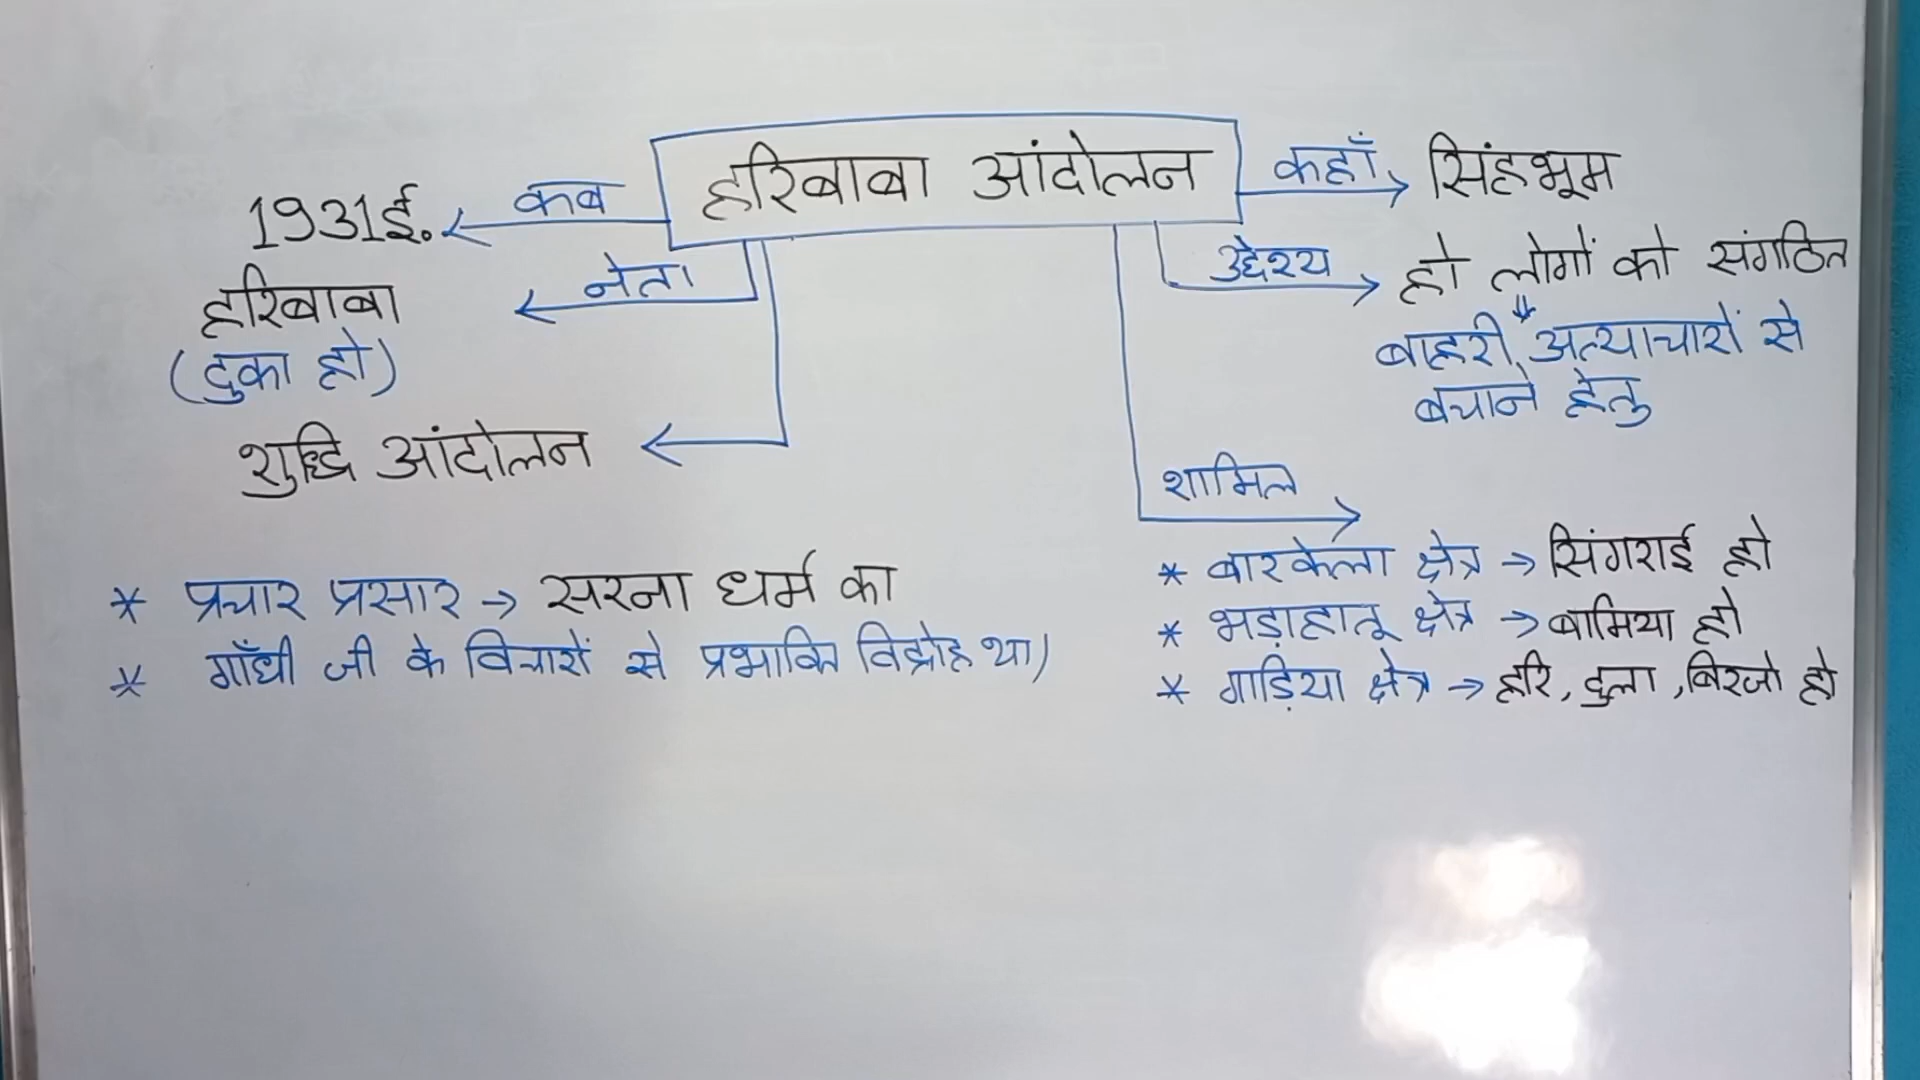 हरिबाबा आंदोलन
कब
1931ई.
नेता
हरिबाबा
(दुका हो)
शुद्धि आंदोलन
कहाँ
सिंहभूम
उद्देश्य
हो लोगों को संगठित
बाहरी अत्याचारों से
बचाने हेतु
शामिल
* बारकेला क्षेत्र → सिंगराई हो
* भड़ाहातू क्षेत्र → बामिया हो
* गाड़िया क्षेत्र → हरि, दुला, बिरजो हो
* प्रचार प्रसार → सरना धर्म का
* गाँधी जी के विचारों से प्रभावित विद्रोह था)